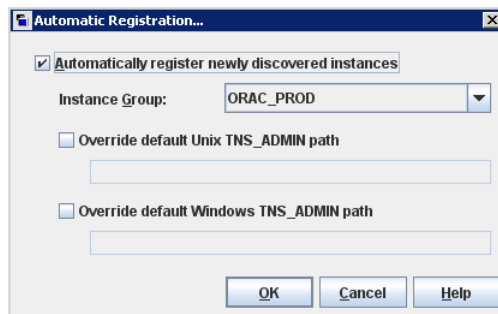 Automatic Registration...
Automatically register newly discovered instances
Instance Group: ORAC_PROD
Override default Unix TNS_ADMIN path
Override default Windows TNS_ADMIN path
OK Cancel Help